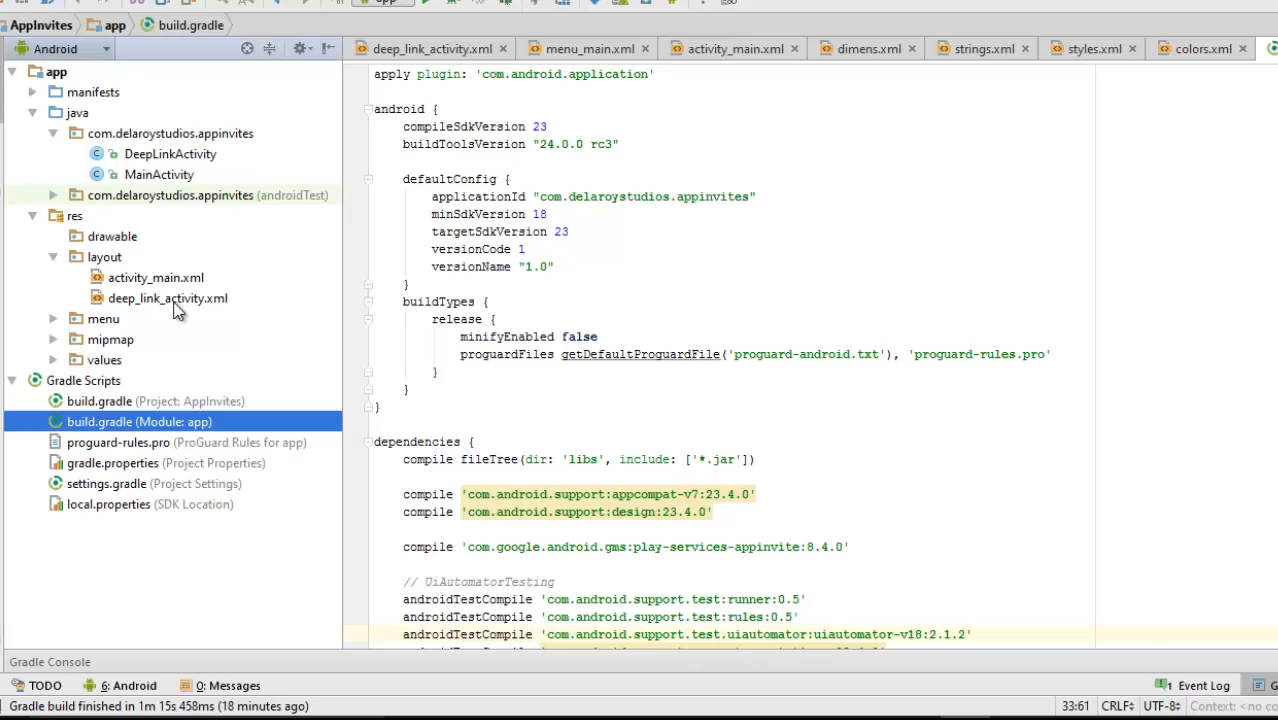 app
AppInvites
app
build.gradle
Android
deep_link_activity.xml
menu_main.xml
activity_main.xml
dimens.xml
strings.xml
styles.xml
colors.xml
app
manifests
java
com.delaroystudios.appinvites
DeepLinkActivity
MainActivity
com.delaroystudios.appinvites (androidTest)
res
drawable
layout
activity_main.xml
deep_link_activity.xml
menu
mipmap
values
Gradle Scripts
build.gradle (Project: AppInvites)
build.gradle (Module: app)
proguard-rules.pro (ProGuard Rules for app)
gradle.properties (Project Properties)
settings.gradle (Project Settings)
local.properties (SDK Location)
apply plugin: 'com.android.application'
android {
compileSdkVersion 23
buildToolsVersion "24.0.0 rc3"
defaultConfig {
applicationId "com.delaroystudios.appinvites"
minSdkVersion 18
targetSdkVersion 23
versionCode 1
versionName "1.0"
}
buildTypes {
release {
minifyEnabled false
proguardFiles getDefaultProguardFile('proguard-android.txt'), 'proguard-rules.pro'
}
}
}
dependencies {
compile fileTree(dir: 'libs', include: ['*.jar'])
compile 'com.android.support:appcompat-v7:23.4.0'
compile 'com.android.support:design:23.4.0'
compile 'com.google.android.gms:play-services-appinvite:8.4.0'
// UiAutomatorTesting
androidTestCompile 'com.android.support.test:runner:0.5'
androidTestCompile 'com.android.support.test:rules:0.5'
androidTestCompile 'com.android.support.test.uiautomator:uiautomator-v18:2.1.2'
Gradle Console
TODO
6: Android
0: Messages
1 Event Log
G
Gradle build finished in 1m 15s 458ms (18 minutes ago)
33:61 CRLF UTF-8 Context: <no co